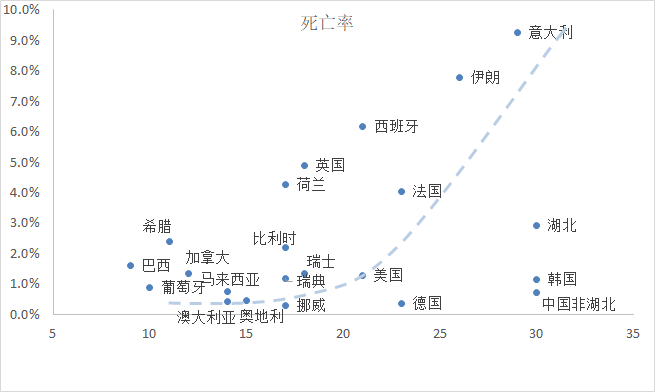 死亡率
10.0%
9.0%
8.0%
7.0%
6.0%
5.0%
4.0%
3.0%
2.0%
1.0%
0.0%
意大利
伊朗
西班牙
英国
荷兰
法国
希腊
比利时
湖北
巴西
加拿大
瑞士
葡萄牙
马来西亚
瑞典
美国
韩国
澳大利亚
奥地利
挪威
德国
中国非湖北
5
10
15
20
25
30
35